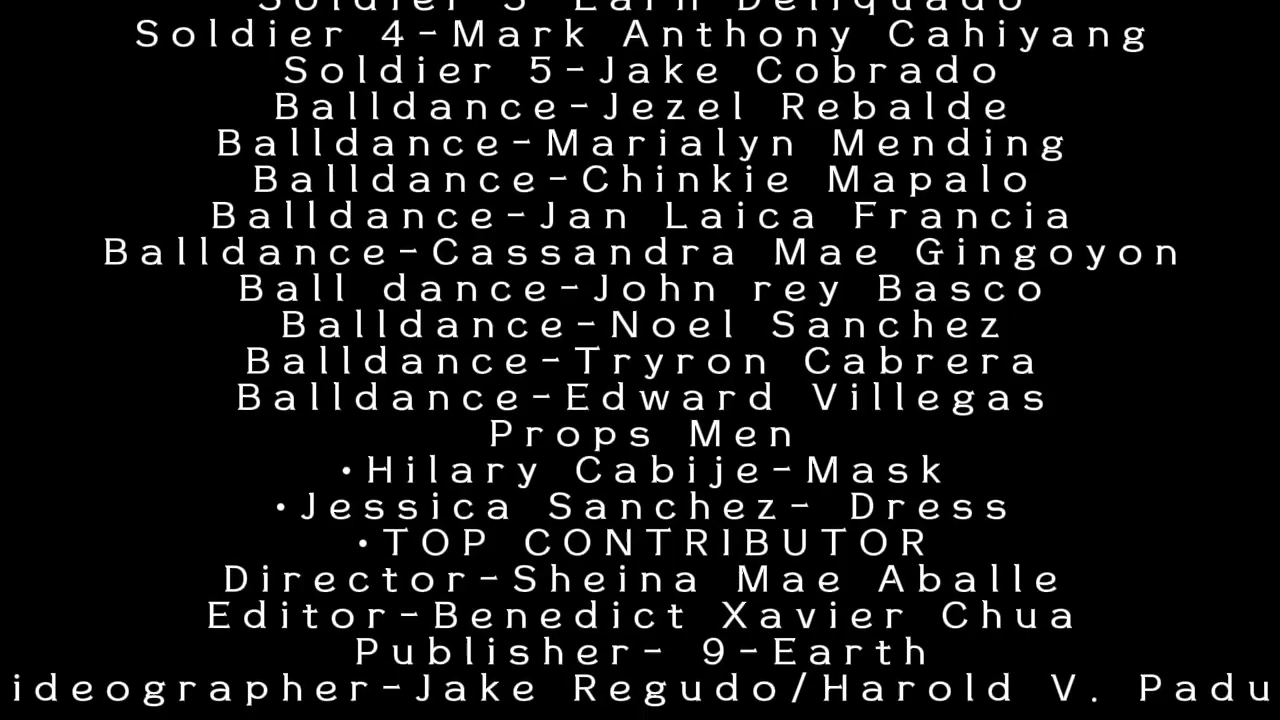 Soldier 4-Mark Anthony Cahiyang
Soldier 5-Jake Cobrado
Balldance-Jezel Rebalde
Balldance-Marialyn Mending
Balldance-Chinkie Mapalo
Balldance-Jan Laica Francia
Balldance-Cassandra Mae Gingoyon
Ball dance-John rey Basco
Balldance-Noel Sanchez
Balldance-Tryron Cabrera
Balldance-Edward Villegas
Props Men
•Hilary Cabije-Mask
•Jessica Sanchez- Dress
•TOP CONTRIBUTOR
Director-Sheina Mae Aballe
Editor-Benedict Xavier Chua
Publisher- 9-Earth
ideographer-Jake Regudo/Harold V. Padu